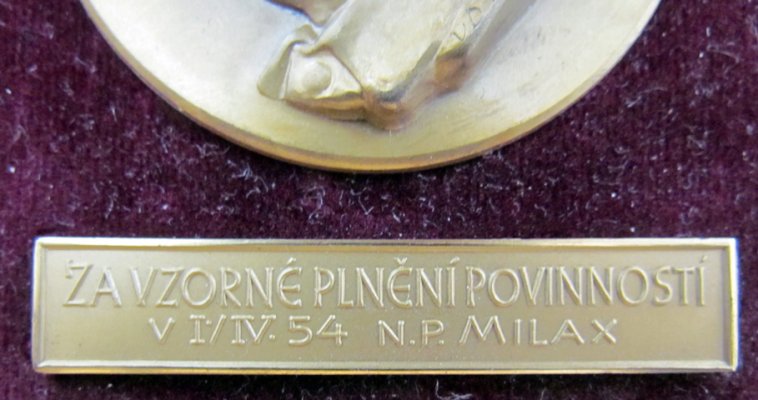 ZA VZORNÉ PLNĚNÍ POVINNOSTÍ
V I./IV. 54 N.P. MILAX